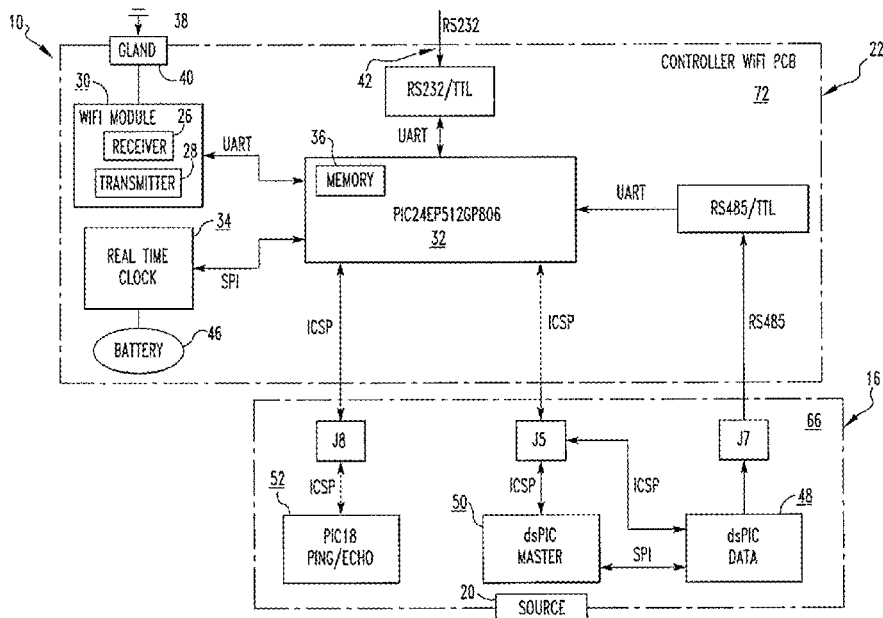 10
38
GLAND
40
RS232
42
RS232/TTL
CONTROLLER WiFi PCB
72
22
30
WIFI MODULE
26
RECEIVER
28
TRANSMITTER
UART
UART
36
MEMORY
PIC24EP512GP806
32
UART
RS485/TTL
34
REAL TIME
CLOCK
SPI
BATTERY
46
ICSP
ICSP
RS485
16
66
J8
J5
J7
52
ICSP
PIC18
PING/ECHO
50
ICSP
dsPIC
MASTER
ICSP
SPI
48
dsPIC
DATA
20
SOURCE